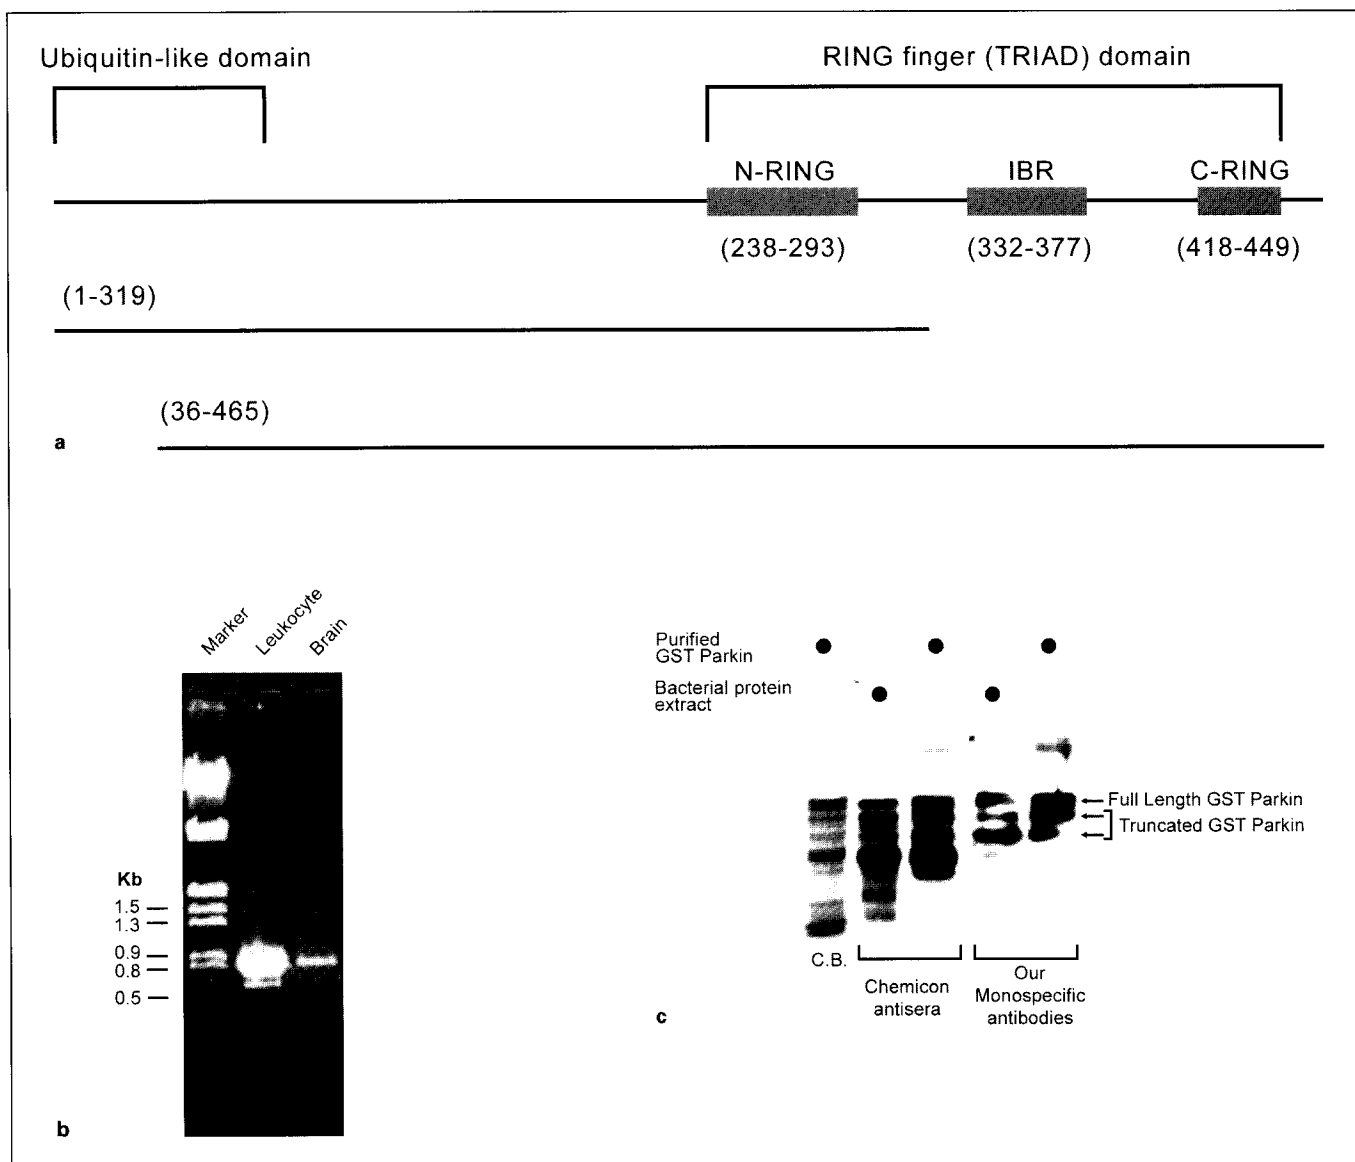 Ubiquitin-like domain
RING finger (TRIAD) domain
N-RING
IBR
C-RING
(238-293)
(332-377)
(418-449)
(1-319)
(36-465)
a
Marker
Leukocyte
Brain
Kb
1.5
1.3
0.9
0.8
0.5
b
Purified
GST Parkin
Bacterial protein
extract
Full Length GST Parkin
Truncated GST Parkin
C.B.
Chemicon
antisera
Our
Monospecific
antibodies
c